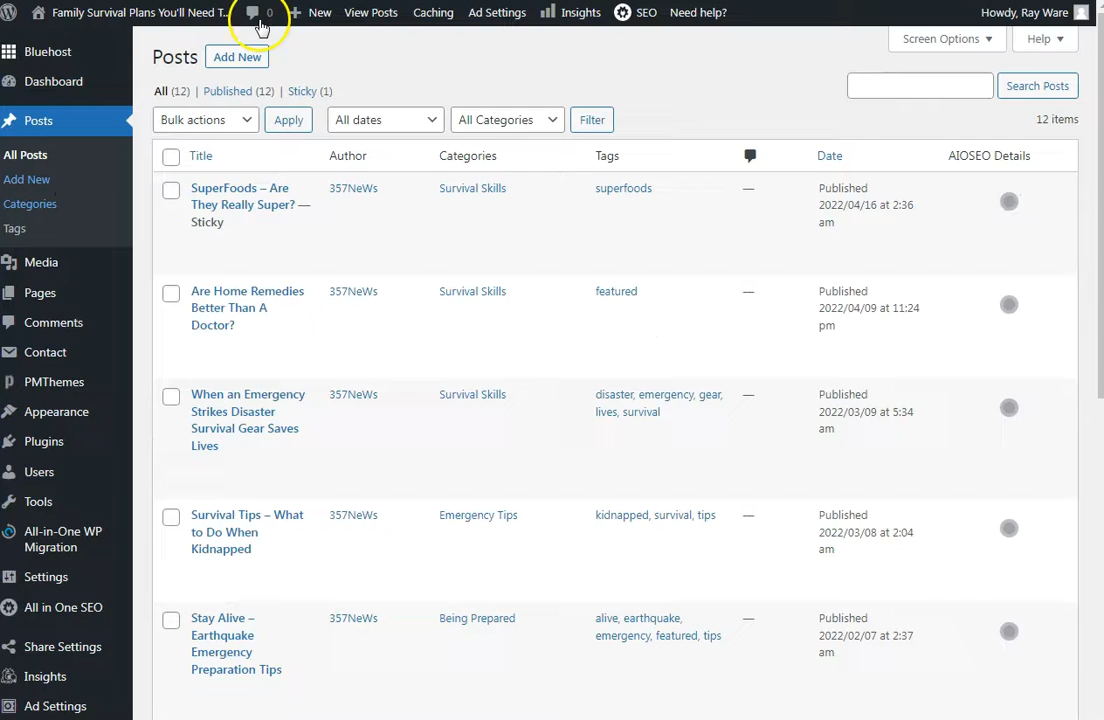 Family Survival Plans You'll Need T... 0 New View Posts Caching Ad Settings Insights SEO Need help? Howdy, Ray Ware
Bluehost
Dashboard
Posts
All Posts
Add New
Categories
Tags
Media
Pages
Comments
Contact
PMThemes
Appearance
Plugins
Users
Tools
All-in-One WP
Migration
Settings
All in One SEO
Share Settings
Insights
Ad Settings
Screen Options Help
Posts Add New
All (12) Published (12) Sticky (1)
Search Posts
Bulk actions Apply All dates All Categories Filter 12 items
Title Author Categories Tags Date AIOSEO Details
SuperFoods – Are
They Really Super? —
Sticky
357NeWs
Survival Skills
superfoods
—
Published
2022/04/16 at 2:36
am
Are Home Remedies
Better Than A
Doctor?
357NeWs
Survival Skills
featured
—
Published
2022/04/09 at 11:24
pm
When an Emergency
Strikes Disaster
Survival Gear Saves
Lives
357NeWs
Survival Skills
disaster, emergency, gear,
lives, survival
—
Published
2022/03/09 at 5:34
am
Survival Tips – What
to Do When
Kidnapped
357NeWs
Emergency Tips
kidnapped, survival, tips
—
Published
2022/03/08 at 2:04
am
Stay Alive –
Earthquake
Emergency
Preparation Tips
357NeWs
Being Prepared
alive, earthquake,
emergency, featured, tips
—
Published
2022/02/07 at 2:37
am